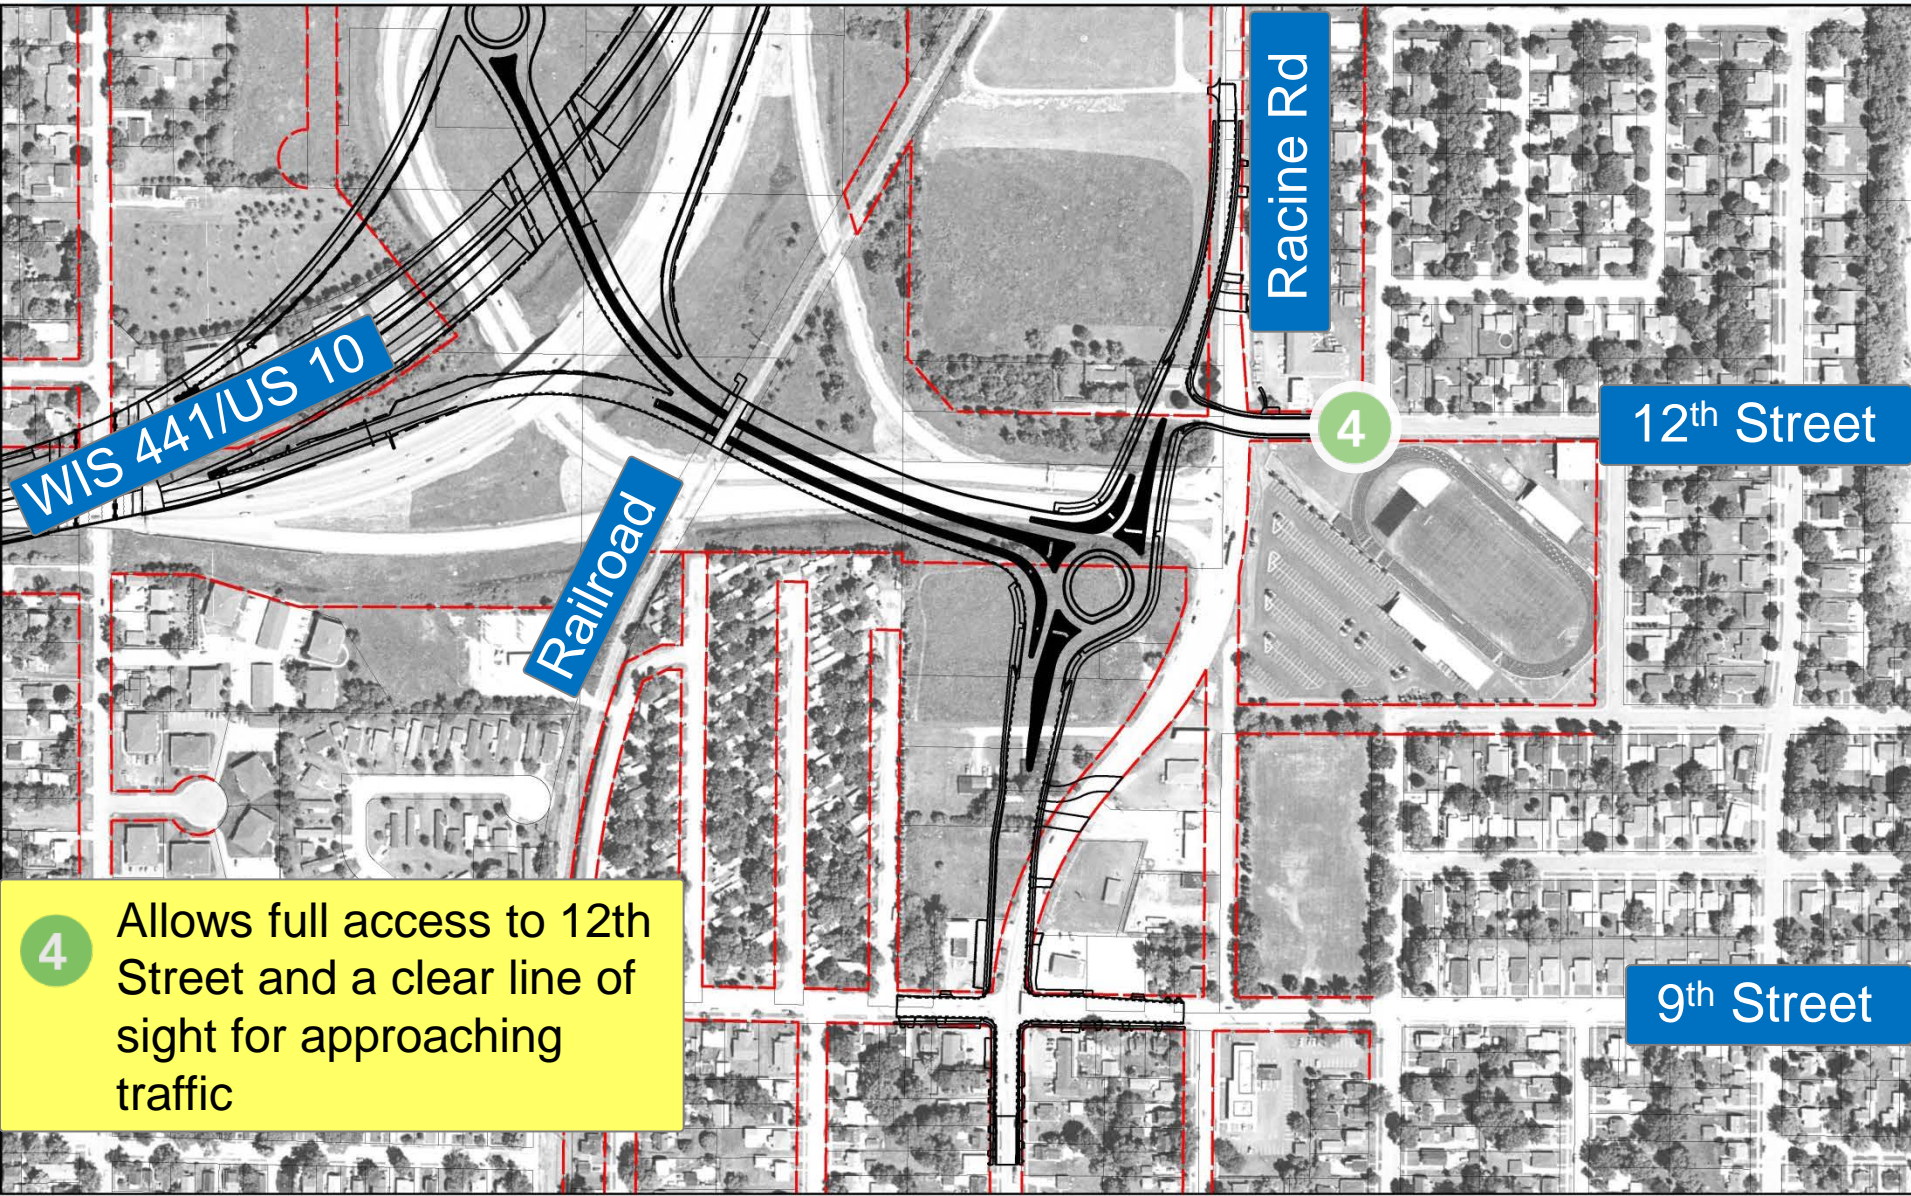 Racine Rd
WIS 441/US 10
12th Street
4
Railroad
4
Allows full access to 12th
Street and a clear line of
sight for approaching
traffic
9th Street